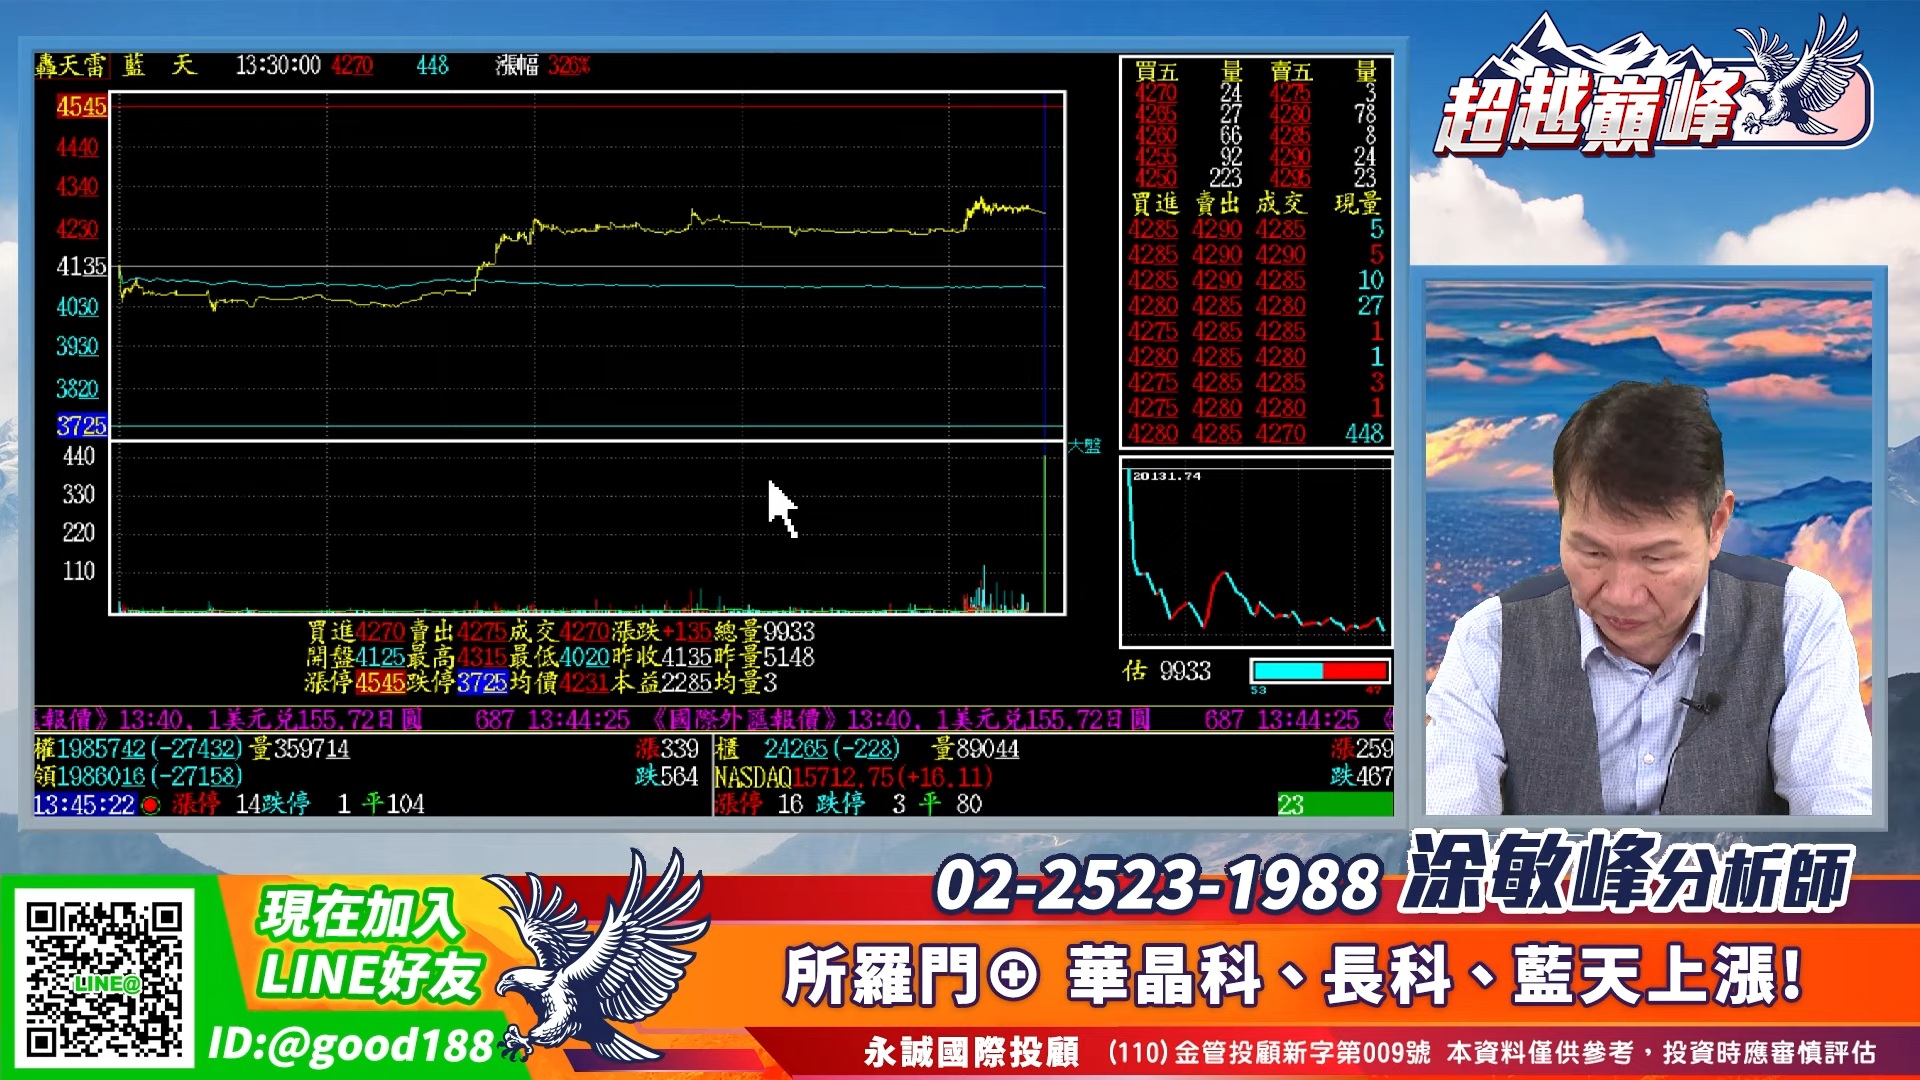 轟天雷 藍 天 13:30:00 4270 448 漲幅 326%
4545
4440
4340
4230
4135
4030
3930
3820
3725
440
330
220
110
大盤
買五 量 賣五 量
4270 24 4275 3
4265 27 4280 78
4260 66 4285 8
4255 92 4290 24
4250 223 4295 23
買進 賣出 成交 現量
4285 4290 4285 5
4285 4290 4290 5
4285 4290 4285 10
4280 4285 4280 27
4275 4285 4285 1
4280 4285 4280 1
4275 4285 4285 3
4275 4280 4280 1
4280 4285 4270 448
20131.74
估 9933
53 47
買進4270賣出4275成交4270漲跌+135總量9933
開盤4125最高4315最低4020昨收4135昨量5148
漲停4545跌停3725均價4231本益2285均量3
匯報價》13:40, 1美元兌155.72日圓 687 13:44:25 《國際外匯報價》13:40, 1美元兌155.72日圓 687 13:44:25 《
權1985742(-27432)量359714 漲339
領1986016(-27158) 跌564
13:45:22 漲停 14跌停 1 平104
櫃 24265(-228) 量89044 漲259
NASDAQ15712.75(+16.11) 跌467
漲停 16 跌停 3 平 80 23
超越巔峰
LINE@
現在加入
LINE好友
ID:@good188
02-2523-1988 涂敏峰分析師
所羅門⊕ 華晶科、長科、藍天上漲!
永誠國際投顧 (110)金管投顧新字第009號 本資料僅供參考，投資時應審慎評估